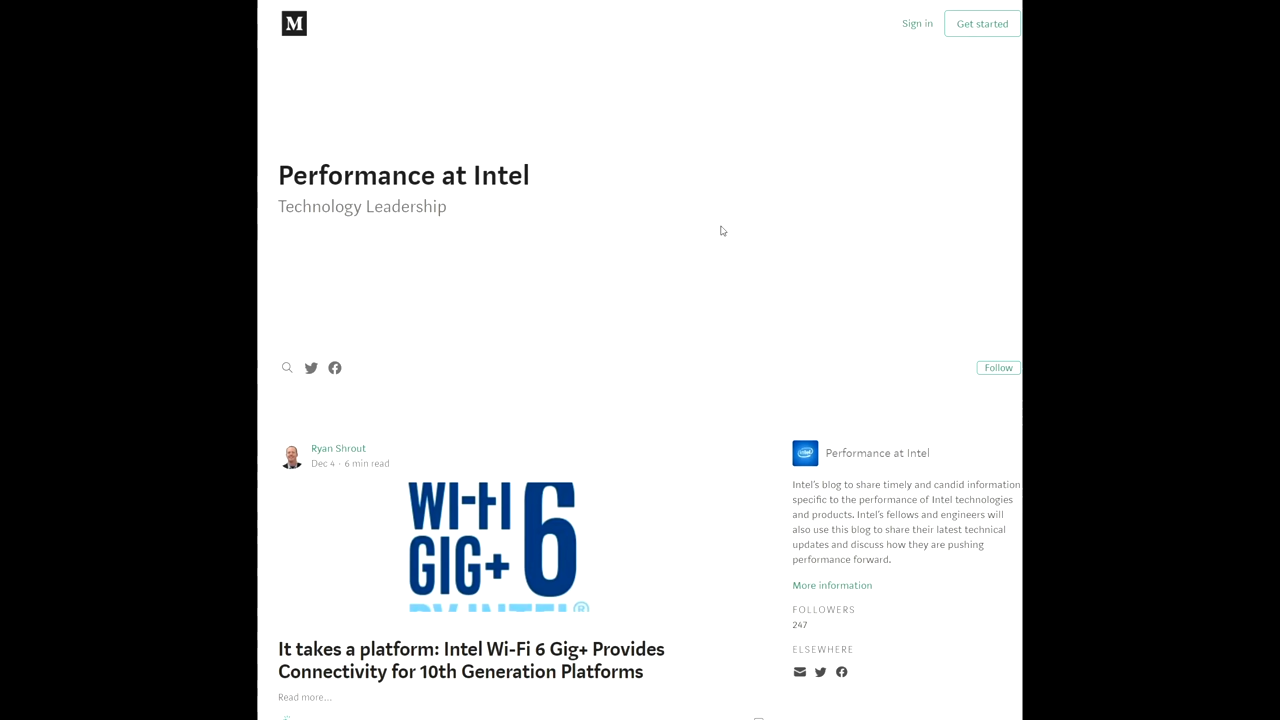 M
Sign in
Get started
Performance at Intel
Technology Leadership
Follow
Ryan Shrout
Dec 4 · 6 min read
WI-FI 6
GIG+
BY INTEL®
It takes a platform: Intel Wi-Fi 6 Gig+ Provides
Connectivity for 10th Generation Platforms
Read more...
intel
Performance at Intel
Intel's blog to share timely and candid information
specific to the performance of Intel technologies
and products. Intel's fellows and engineers will
also use this blog to share their latest technical
updates and discuss how they are pushing
performance forward.
More information
FOLLOWERS
247
ELSEWHERE